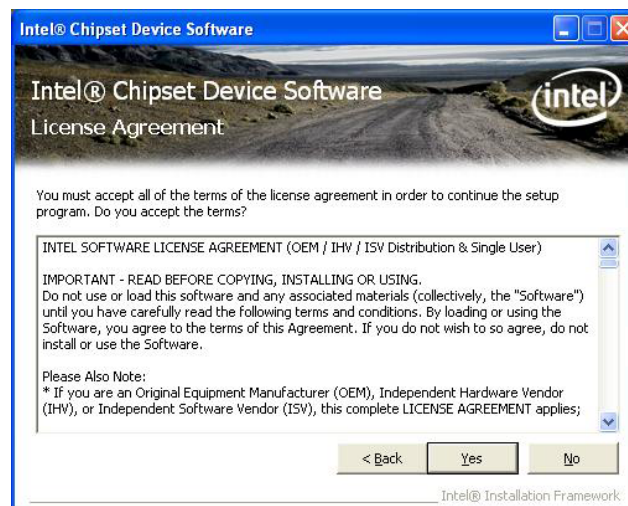 Intel® Chipset Device Software
Intel® Chipset Device Software
intel
License Agreement
You must accept all of the terms of the license agreement in order to continue the setup
program. Do you accept the terms?
INTEL SOFTWARE LICENSE AGREEMENT (OEM / IHV / ISV Distribution & Single User)
IMPORTANT - READ BEFORE COPYING, INSTALLING OR USING.
Do not use or load this software and any associated materials (collectively, the "Software")
until you have carefully read the following terms and conditions. By loading or using the
Software, you agree to the terms of this Agreement. If you do not wish to so agree, do not
install or use the Software.
Please Also Note:
* If you are an Original Equipment Manufacturer (OEM), Independent Hardware Vendor
(IHV), or Independent Software Vendor (ISV), this complete LICENSE AGREEMENT applies;
< Back Yes No
Intel® Installation Framework